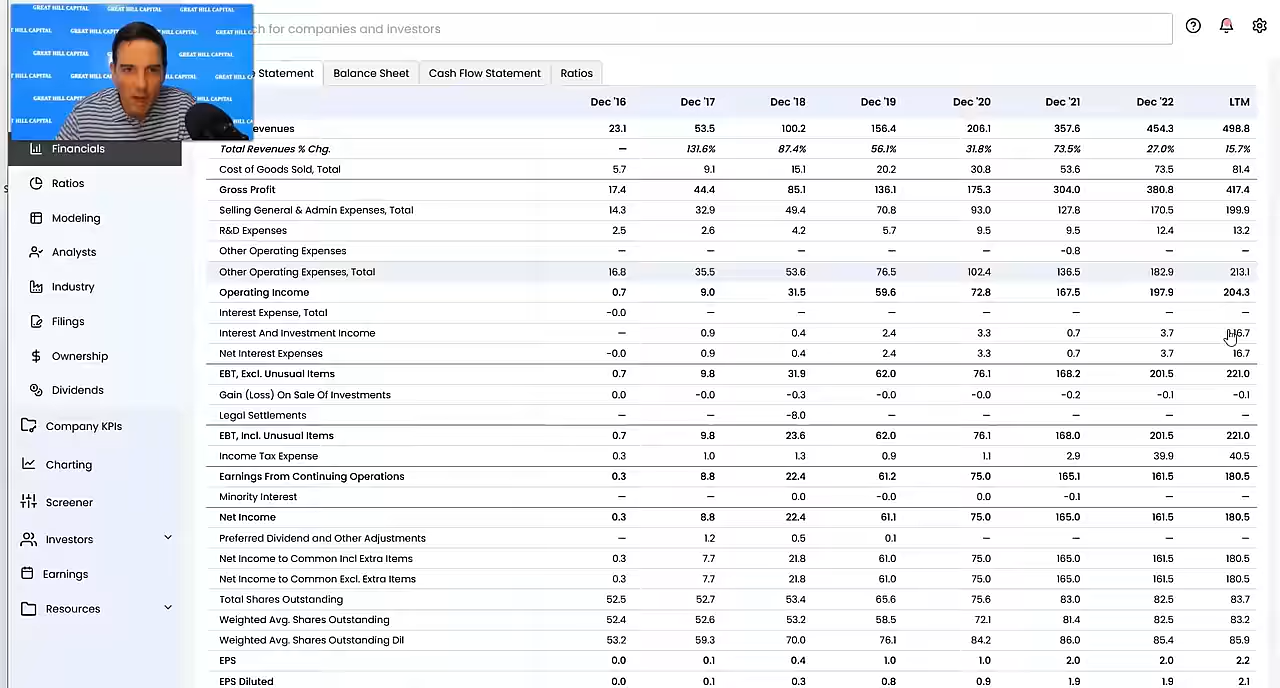 GREAT HILL CAPITAL GREAT HILL CAPITAL
HILL CAPITAL GREAT HILL CAPITAL
GREAT HILL CAPITAL GREAT HILL CAPITAL
CAPITAL
GREAT HILL CAPITAL HILL CAPITAL
HILL CAPITAL
ch for companies and investors
Statement Balance Sheet Cash Flow Statement Ratios
Dec '16 Dec '17 Dec '18 Dec '19 Dec '20 Dec '21 Dec '22 LTM
evenues 23.1 53.5 100.2 156.4 206.1 357.6 454.3 498.8
Total Revenues % Chg. — 131.6% 87.4% 56.1% 31.8% 73.5% 27.0% 15.7%
Cost of Goods Sold, Total 5.7 9.1 15.1 20.2 30.8 53.6 73.5 81.4
Gross Profit 17.4 44.4 85.1 136.1 175.3 304.0 380.8 417.4
Selling General & Admin Expenses, Total 14.3 32.9 49.4 70.8 93.0 127.8 170.5 199.9
R&D Expenses 2.5 2.6 4.2 5.7 9.5 9.5 12.4 13.2
Other Operating Expenses — — — — — -0.8 — —
Other Operating Expenses, Total 16.8 35.5 53.6 76.5 102.4 136.5 182.9 213.1
Operating Income 0.7 9.0 31.5 59.6 72.8 167.5 197.9 204.3
Interest Expense, Total -0.0 — — — — — — —
Interest And Investment Income — 0.9 0.4 2.4 3.3 0.7 3.7 16.7
Net Interest Expenses -0.0 0.9 0.4 2.4 3.3 0.7 3.7 16.7
EBT, Excl. Unusual Items 0.7 9.8 31.9 62.0 76.1 168.2 201.5 221.0
Gain (Loss) On Sale Of Investments 0.0 -0.0 -0.3 -0.0 -0.0 -0.2 -0.1 -0.1
Legal Settlements — — -8.0 — — — — —
EBT, Incl. Unusual Items 0.7 9.8 23.6 62.0 76.1 168.0 201.5 221.0
Income Tax Expense 0.3 1.0 1.3 0.9 1.1 2.9 39.9 40.5
Earnings From Continuing Operations 0.3 8.8 22.4 61.2 75.0 165.1 161.5 180.5
Minority Interest — — 0.0 -0.0 0.0 -0.1 — —
Net Income 0.3 8.8 22.4 61.1 75.0 165.0 161.5 180.5
Preferred Dividend and Other Adjustments — 1.2 0.5 0.1 — — — —
Net Income to Common Incl Extra Items 0.3 7.7 21.8 61.0 75.0 165.0 161.5 180.5
Net Income to Common Excl. Extra Items 0.3 7.7 21.8 61.0 75.0 165.0 161.5 180.5
Total Shares Outstanding 52.5 52.7 53.4 65.6 75.6 83.0 82.5 83.7
Weighted Avg. Shares Outstanding 52.4 52.6 53.2 58.5 72.1 81.4 82.5 83.2
Weighted Avg. Shares Outstanding Dil 53.2 59.3 70.0 76.1 84.2 86.0 85.4 85.9
EPS 0.0 0.1 0.4 1.0 1.0 2.0 2.0 2.2
EPS Diluted 0.0 0.1 0.3 0.8 0.9 1.9 1.9 2.1
Financials
Ratios
Modeling
Analysts
Industry
Filings
Ownership
Dividends
Company KPIs
Charting
Screener
Investors
Earnings
Resources